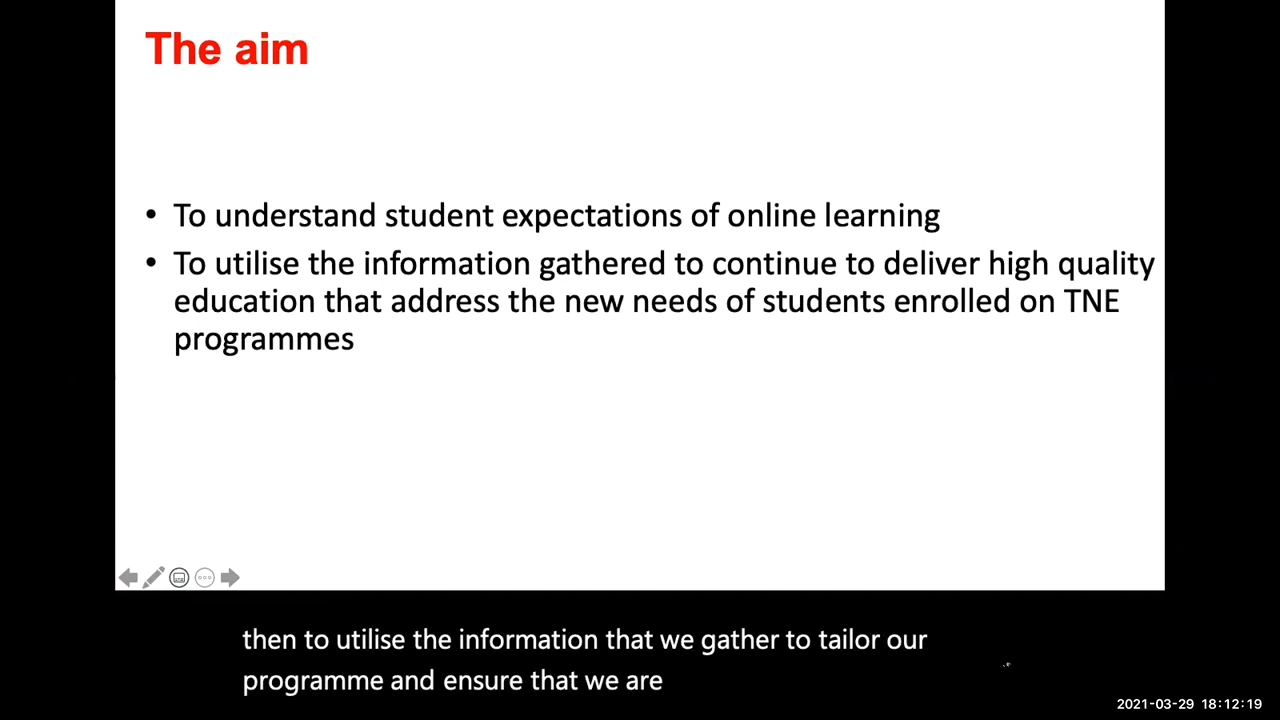 The aim
• To understand student expectations of online learning
• To utilise the information gathered to continue to deliver high quality
education that address the new needs of students enrolled on TNE
programmes
then to utilise the information that we gather to tailor our
programme and ensure that we are
2021-03-29 18:12:19